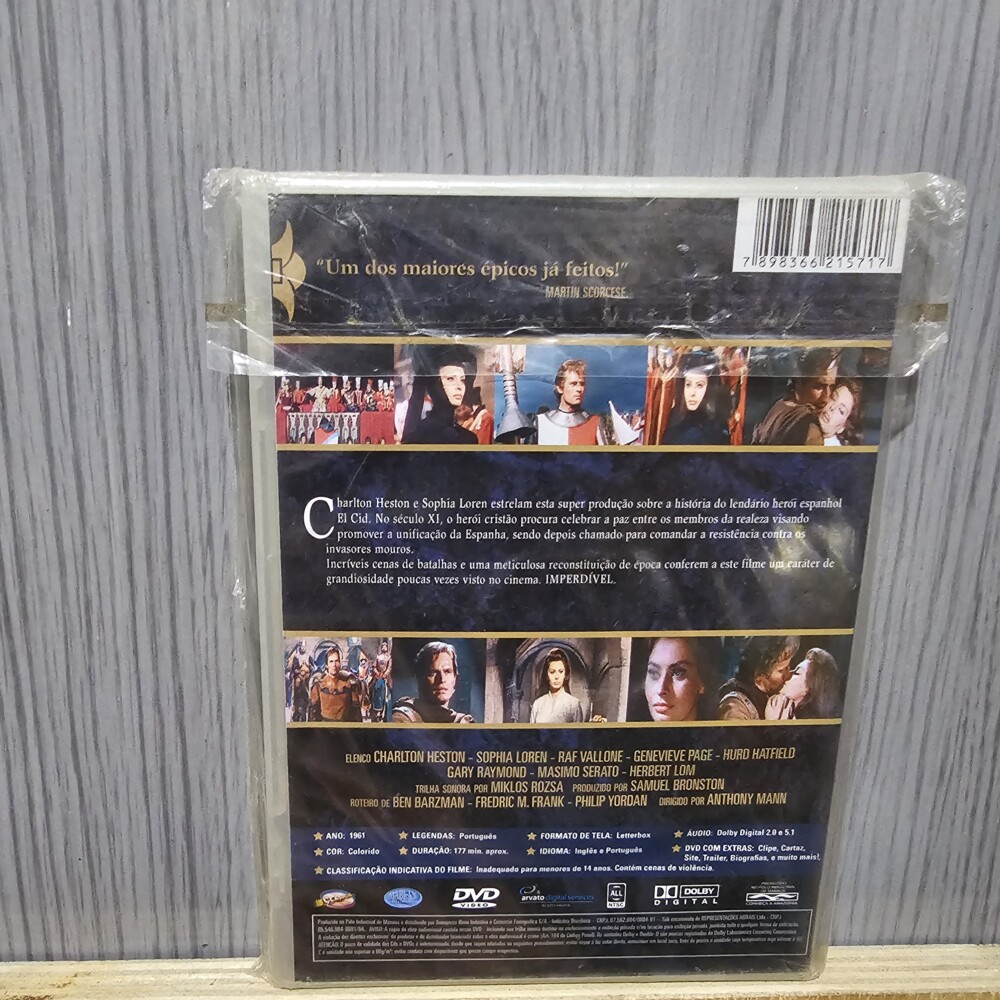 7 898366 215717
"Um dos maiores épicos já feitos!"
MARTIN SCORCESE.
Charlton Heston e Sophia Loren estrelam esta super produção sobre a história do lendário herói espanhol
El Cid. No século XI, o herói cristão procura celebrar a paz entre os membros da realeza visando
promover a unificação da Espanha, sendo depois chamado para comandar a resistência contra os
invasores mouros.
Incríveis cenas de batalhas e uma meticulosa reconstituição de época conferem a este filme um caráter de
grandiosidade poucas vezes visto no cinema. IMPERDÍVEL.
ELENCO CHARLTON HESTON - SOPHIA LOREN - RAF VALLONE - GENEVIEVE PAGE - HURD HATFIELD
GARY RAYMOND - MASIMO SERATO - HERBERT LOM
TRILHA SONORA POR MIKLOS ROZSA PRODUZIDO POR SAMUEL BRONSTON
ROTEIRO DE BEN BARZMAN - FREDRIC M. FRANK - PHILIP YORDAN DIRIGIDO POR ANTHONY MANN
ANO: 1961 LEGENDAS: Português FORMATO DE TELA: Letterbox ÁUDIO: Dolby Digital 2.0 e 5.1
COR: Colorido DURAÇÃO: 177 min. aprox. IDIOMA: Inglês e Português DVD COM EXTRAS: Clipe, Cartaz,
Site, Trailer, Biografias, e muito mais!
CLASSIFICAÇÃO INDICATIVA DO FILME: Inadequado para menores de 14 anos. Contém cenas de violência.
DVD VIDEO
arvato digital services
ALL NTSC
DOLBY DIGITAL
CONHEÇA A AMAZÔNIA